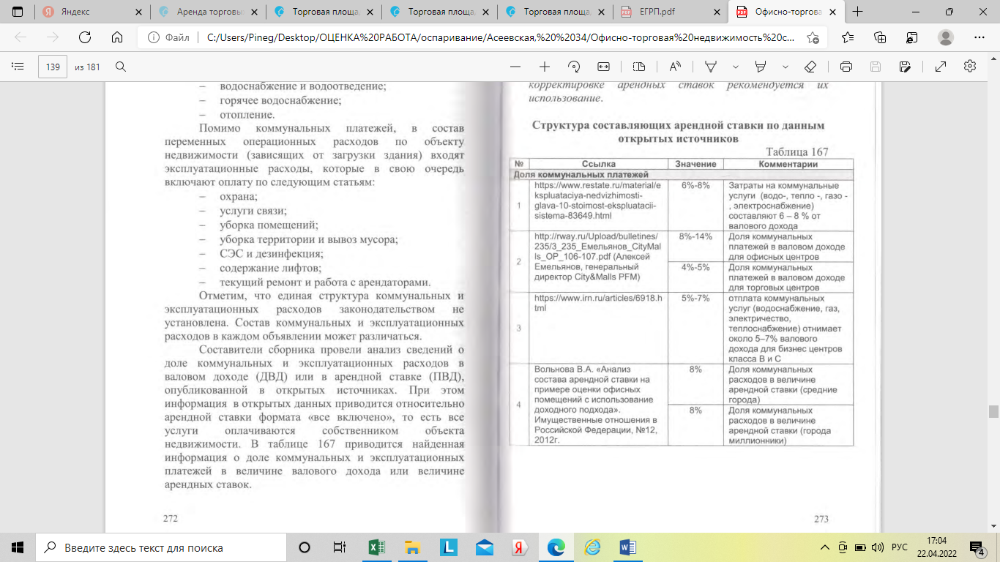 Яндекс
Аренда торговы
Торговая площа,
Торговая площа,
Торговая площа,
ЕГРП.pdf
Офисно-торгова
Файл
C:/Users/Pineg/Desktop/ОЦЕНКА%20РАБОТА/оспаривание/Асеевская,%20%2034/Офисно-торговая%20недвижимость%20с...
139 из 181
– водоснабжение и водоотведение;
– горячее водоснабжение;
– отопление.
Помимо коммунальных платежей, в состав
переменных операционных расходов по объекту
недвижимости (зависящих от загрузки здания) входят
эксплуатационные расходы, которые в свою очередь
включают оплату по следующим статьям:
– охрана;
– услуги связи;
– уборка помещений;
– уборка территории и вывоз мусора;
– СЭС и дезинфекция;
– содержание лифтов;
– текущий ремонт и работа с арендаторами.
Отметим, что единая структура коммунальных и
эксплуатационных расходов законодательством не
установлена. Состав коммунальных и эксплуатационных
расходов в каждом объявлении может различаться.
Составители сборника провели анализ сведений о
доле коммунальных и эксплуатационных расходов в
валовом доходе (ДВД) или в арендной ставке (ПВД),
опубликованной в открытых источниках. При этом
информация в открытых данных приводится относительно
арендной ставки формата «все включено», то есть все
услуги оплачиваются собственником объекта
недвижимости. В таблице 167 приводится найденная
информация о доле коммунальных и эксплуатационных
платежей в величине валового дохода или величине
арендных ставок.
272
корректировке арендных ставок рекомендуется их
использование.
Структура составляющих арендной ставки по данным
открытых источников
Таблица 167
№ Ссылка Значение Комментарии
Доля коммунальных платежей
1
https://www.restate.ru/material/e
kspluataciya-nedvizhimosti-
glava-10-stoimost-ekspluatacii-
sistema-83649.html
6%-8%
Затраты на коммунальные
услуги (водо-, тепло -, газо -
, электроснабжение)
составляют 6 – 8 % от
валового дохода
2
http://rway.ru/Upload/bulletines/
235/3_235_Емельянов_CityMal
ls_OP_106-107.pdf (Алексей
Емельянов, генеральный
директор City&Malls PFM)
8%-14%
Доля коммунальных
платежей в валовом доходе
для офисных центров
4%-5%
Доля коммунальных
платежей в валовом доходе
для торговых центров
3
https://www.irn.ru/articles/6918.h
tml
5%-7%
отплата коммунальных
услуг (водоснабжение, газ,
электричество,
теплоснабжение) отнимает
около 5–7% валового
дохода для бизнес центров
класса В и С
4
Вольнова В.А. «Анализ
состава арендной ставки на
примере оценки офисных
помещений с использование
доходного подхода».
Имущественные отношения в
Российской Федерации, №12,
2012г.
8%
Доля коммунальных
расходов в величине
арендной ставки (средние
города)
8%
Доля коммунальных
расходов в величине
арендной ставки (города
миллионники)
273
Введите здесь текст для поиска
РУС
17:04
22.04.2022
4